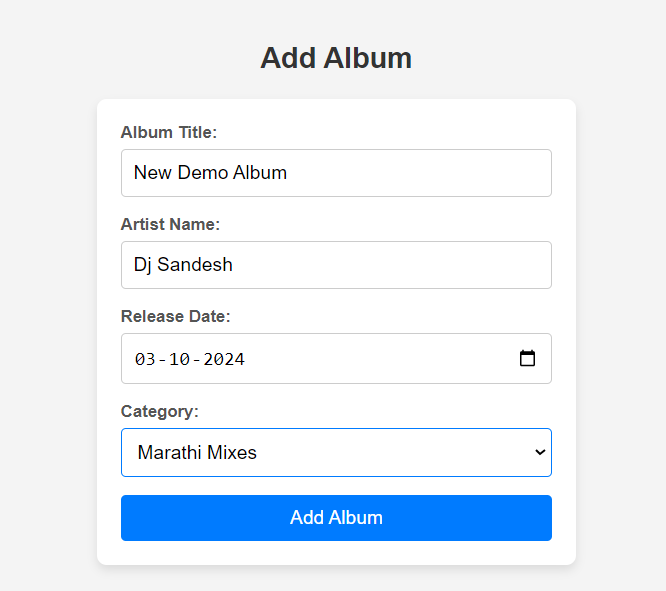 Add Album
Album Title:
New Demo Album
Artist Name:
Dj Sandesh
Release Date:
03-10-2024
Category:
Marathi Mixes
Add Album